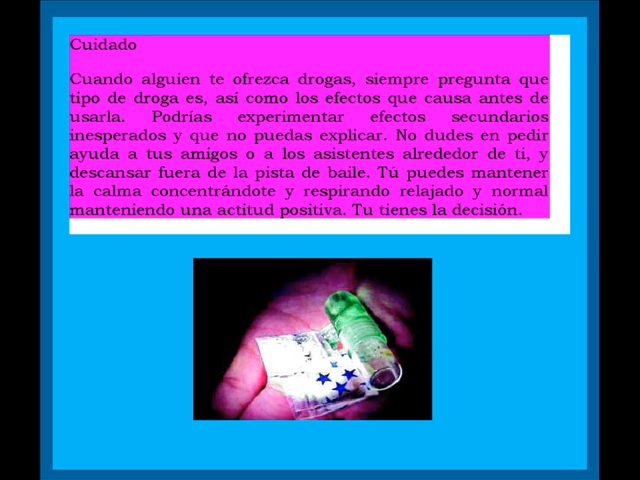 Cuidado
Cuando alguien te ofrezca drogas, siempre pregunta que
tipo de droga es, así como los efectos que causa antes de
usarla. Podrías experimentar efectos secundarios
inesperados y que no puedas explicar. No dudes en pedir
ayuda a tus amigos o a los asistentes alrededor de ti, y
descansar fuera de la pista de baile. Tú puedes mantener
la calma concentrándote y respirando relajado y normal
manteniendo una actitud positiva. Tu tienes la decisión.